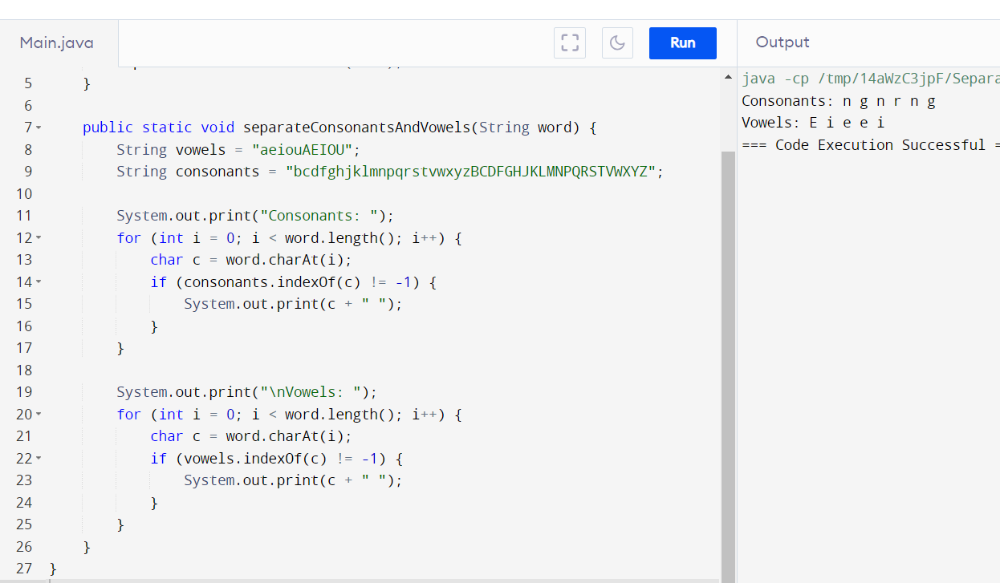 Main.java
Run
Output
5 }
6
7 public static void separateConsonantsAndVowels(String word) {
8 String vowels = "aeiouAEIOU";
9 String consonants = "bcdfghjklmnpqrstvwxyzBCDFGHJKLMNPQRSTVWXYZ";
10
11 System.out.print("Consonants: ");
12 for (int i = 0; i < word.length(); i++) {
13 char c = word.charAt(i);
14 if (consonants.indexOf(c) != -1) {
15 System.out.print(c + " ");
16 }
17 }
18
19 System.out.print("\nVowels: ");
20 for (int i = 0; i < word.length(); i++) {
21 char c = word.charAt(i);
22 if (vowels.indexOf(c) != -1) {
23 System.out.print(c + " ");
24 }
25 }
26 }
27 }
java -cp /tmp/14aWzC3jpF/Separa
Consonants: n g n r n g
Vowels: E i e e i
=== Code Execution Successful =